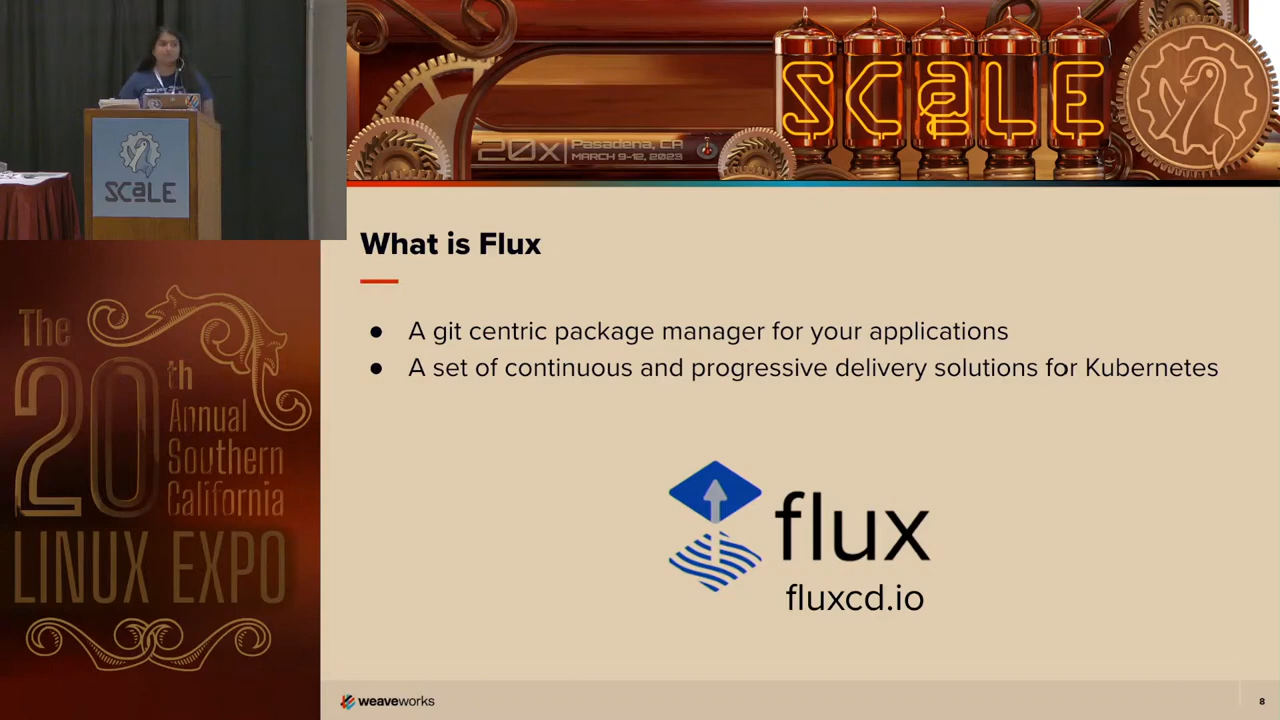 SCaLE
20x
Pasadena, CA
MARCH 9-12, 2023
SCaLE
The
20th
Annual
Southern
California
LINUX EXPO
What is Flux
● A git centric package manager for your applications
● A set of continuous and progressive delivery solutions for Kubernetes
flux
fluxcd.io
weaveworks
8